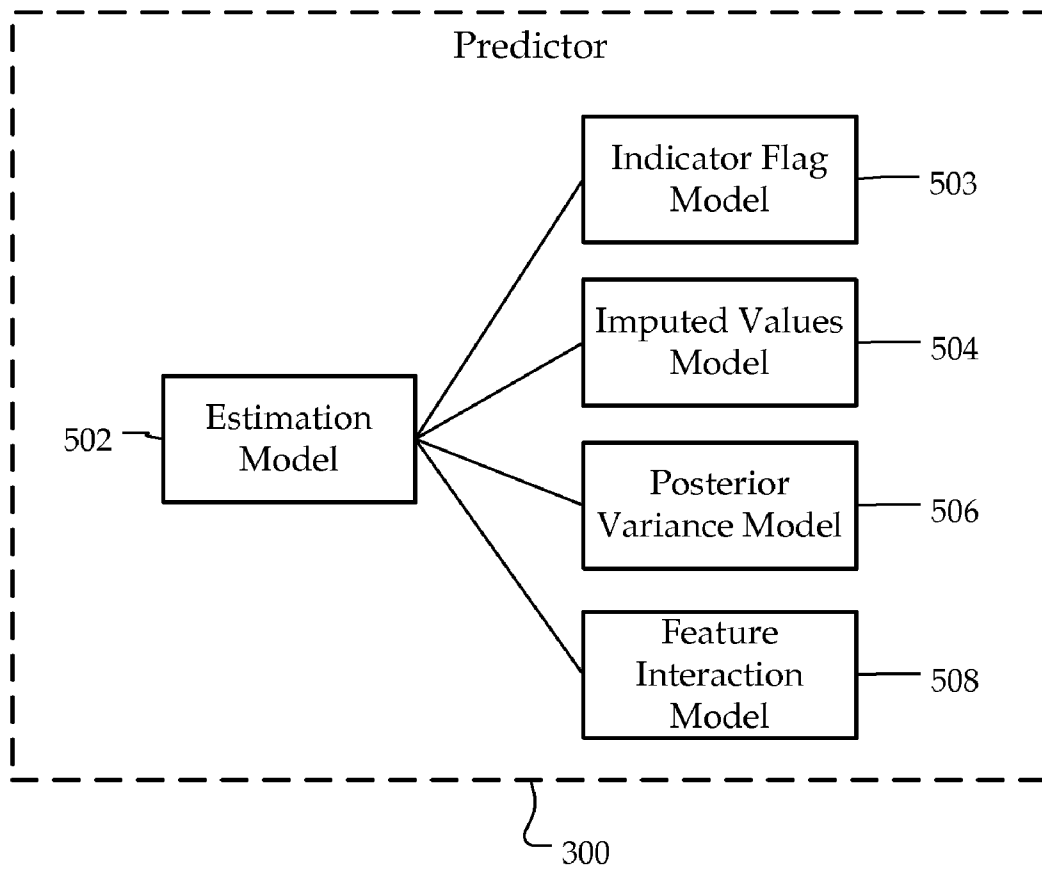 Predictor
Indicator Flag
Model
503
Imputed Values
Model
504
Estimation
Model
502
Posterior
Variance Model
506
Feature
Interaction
Model
508
300